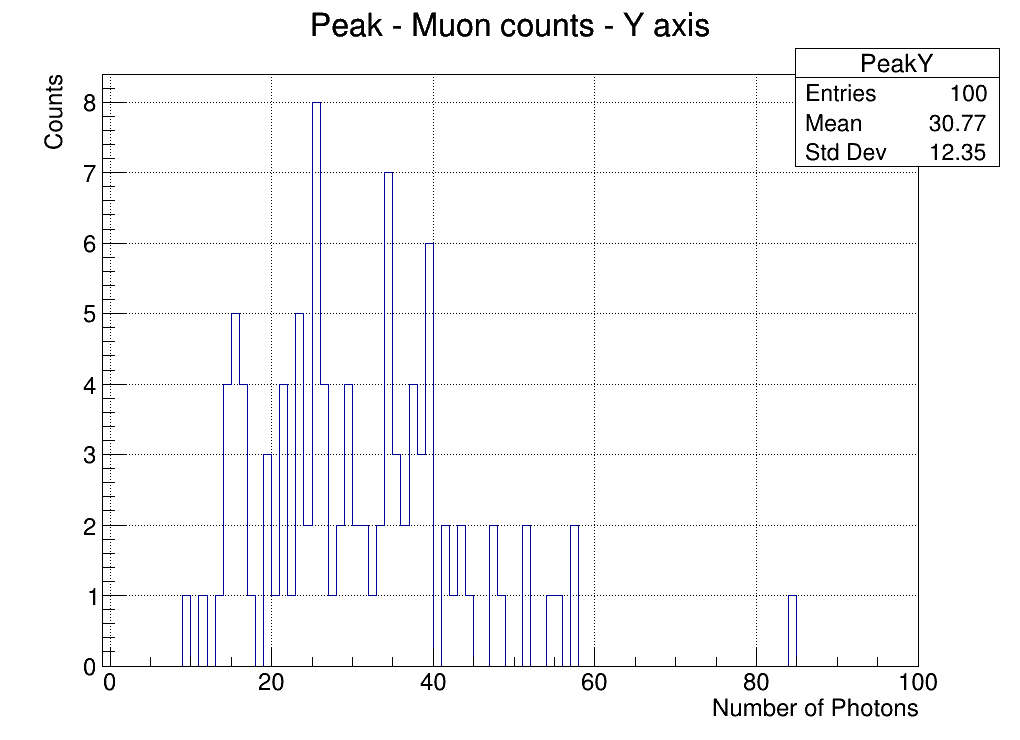 Peak - Muon counts - Y axis
PeakY
Entries 100
Mean 30.77
Std Dev 12.35
Counts
8
7
6
5
4
3
2
1
0
0 20 40 60 80 100
Number of Photons